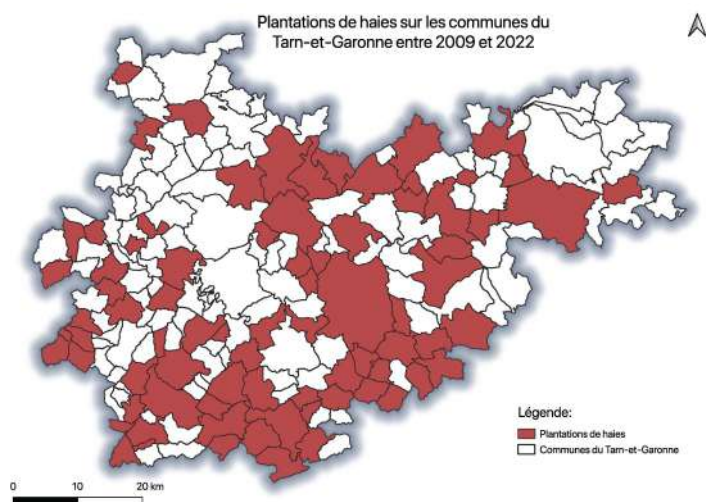 Plantations de haies sur les communes du
Tarn-et-Garonne entre 2009 et 2022
Légende:
Plantations de haies
Communes du Tarn-et-Garonne
0 10 20 km